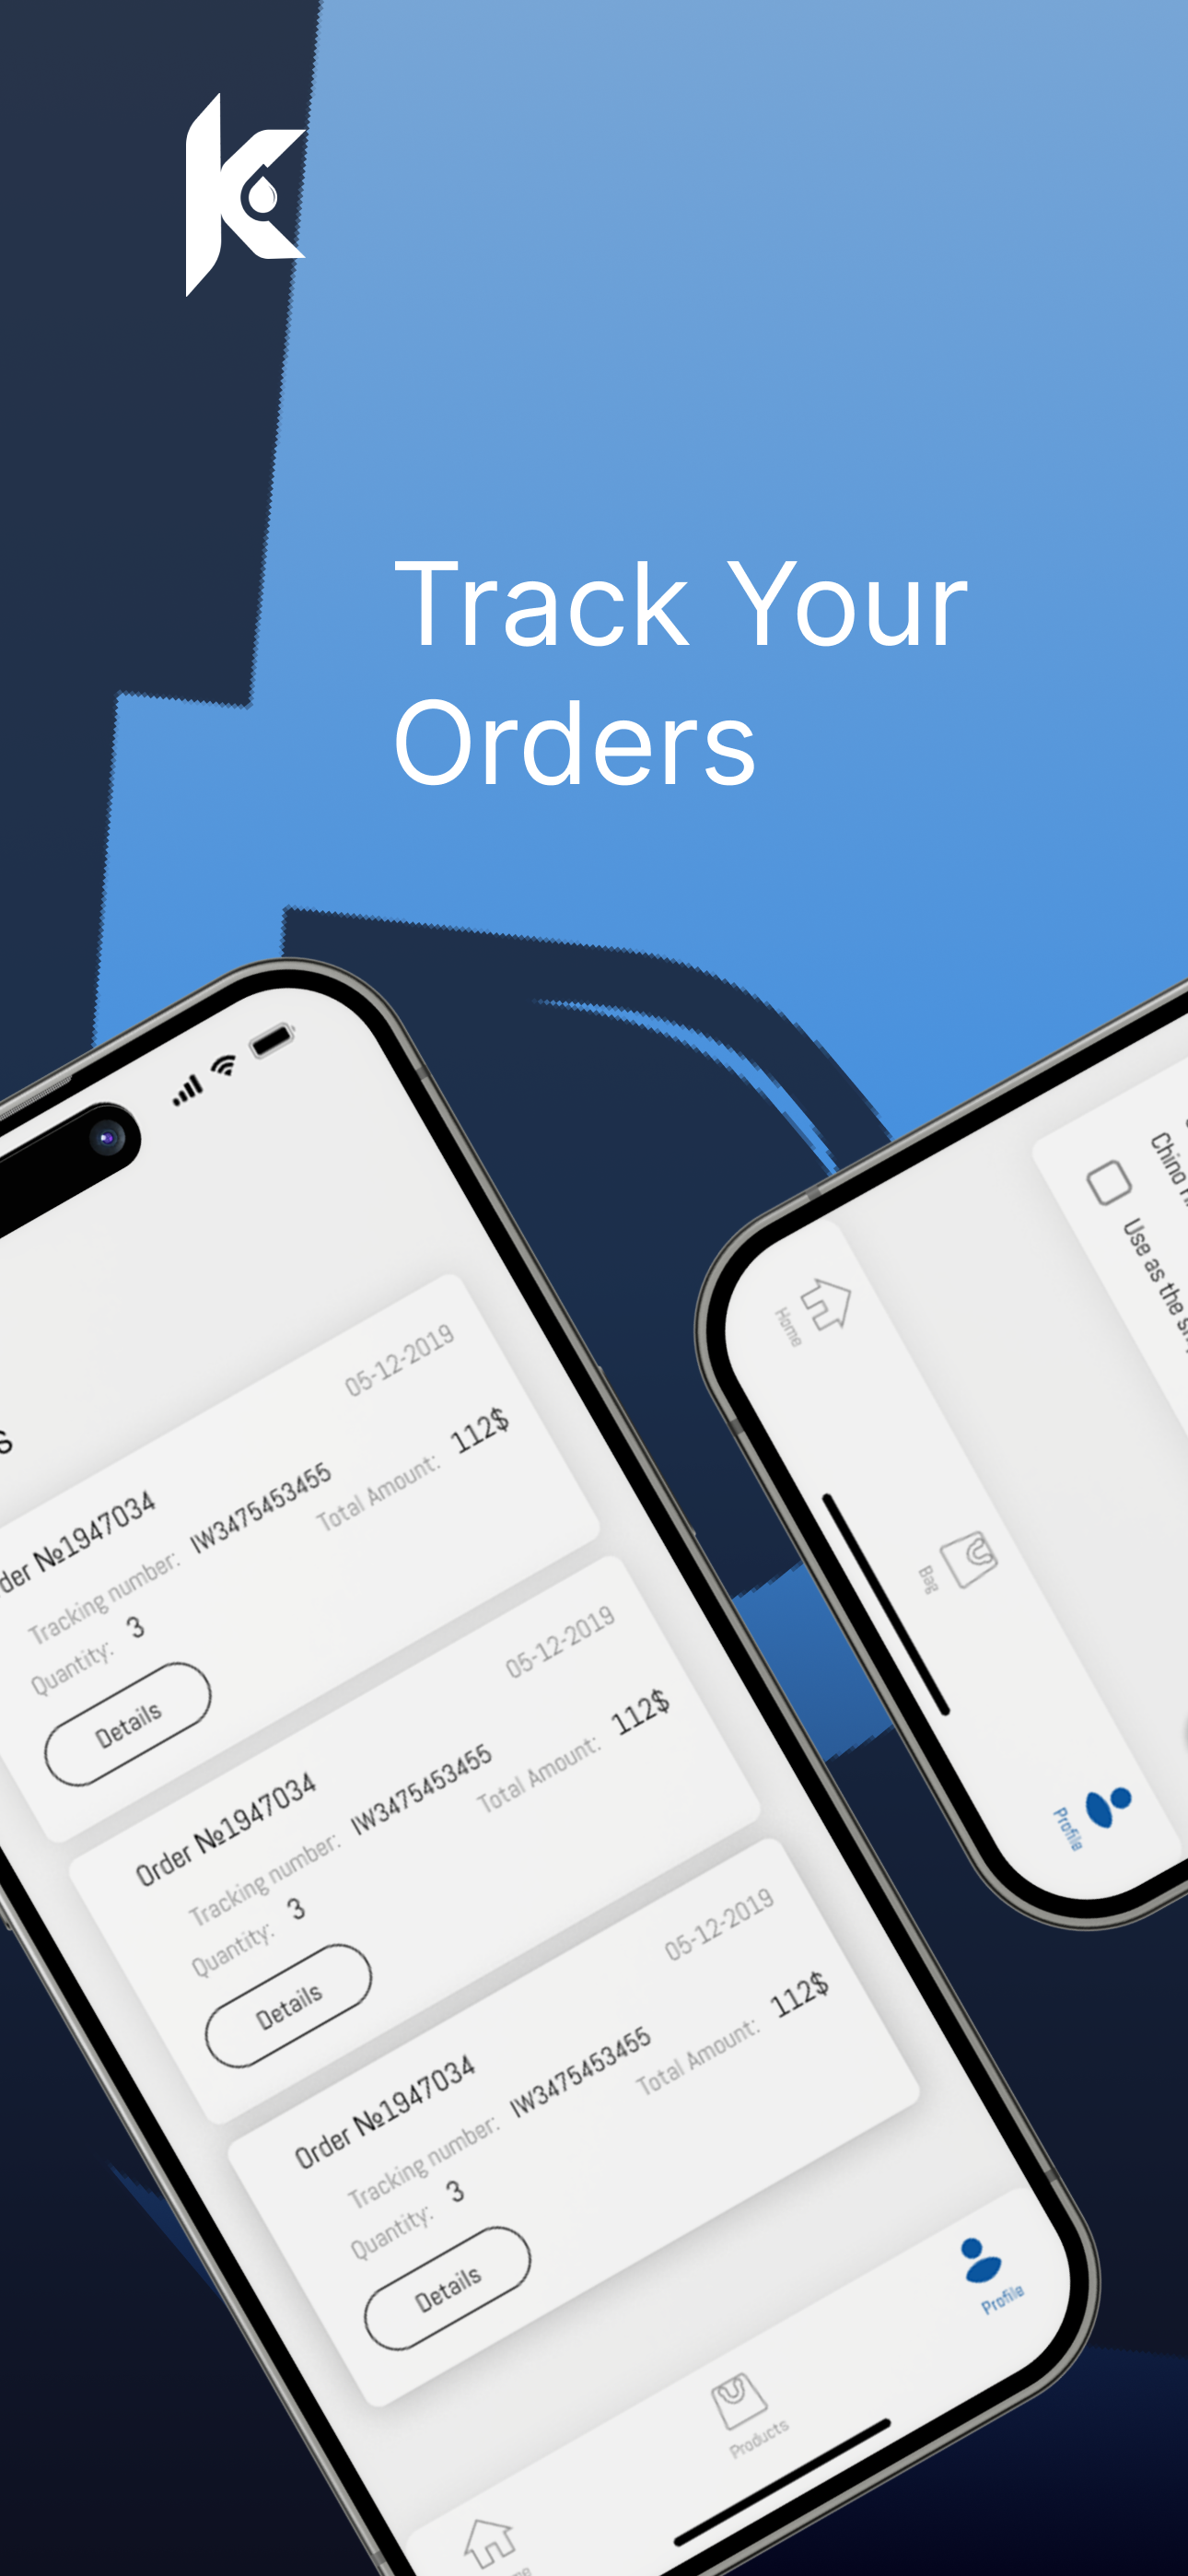 Track Your
Orders
05-12-2019
Order №1947034
Tracking number: IW3475453455
Quantity: 3
Total Amount: 112$
Details
05-12-2019
Order №1947034
Tracking number: IW3475453455
Quantity: 3
Total Amount: 112$
Details
05-12-2019
Order №1947034
Tracking number: IW3475453455
Quantity: 3
Total Amount: 112$
Details
Products
Profile
Use as the
Home
Bag
Profile